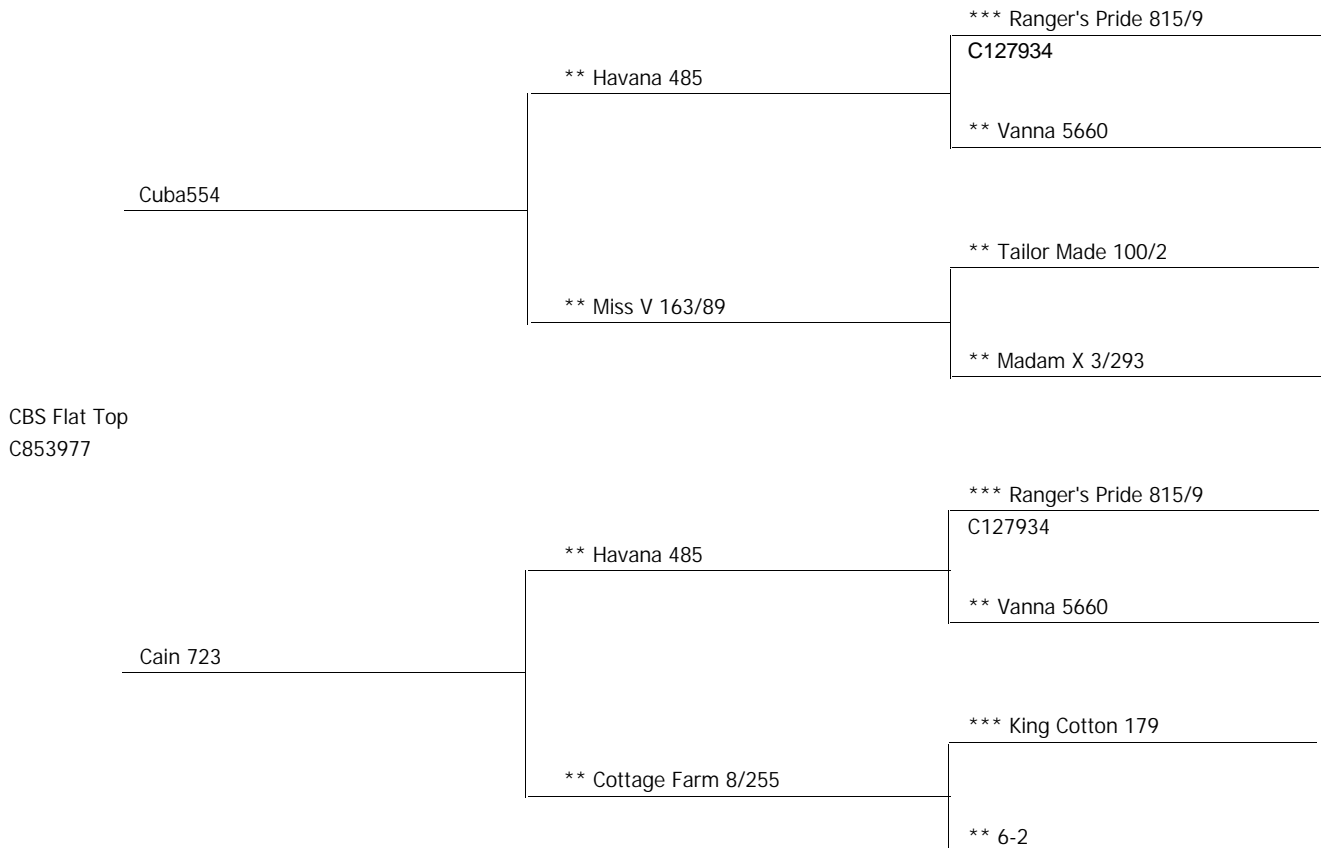 *** Ranger's Pride 815/9
C127934
** Havana 485
** Vanna 5660
Cuba554
** Tailor Made 100/2
** Miss V 163/89
** Madam X 3/293
CBS Flat Top
C853977
*** Ranger's Pride 815/9
C127934
** Havana 485
** Vanna 5660
Cain 723
*** King Cotton 179
** Cottage Farm 8/255
** 6-2